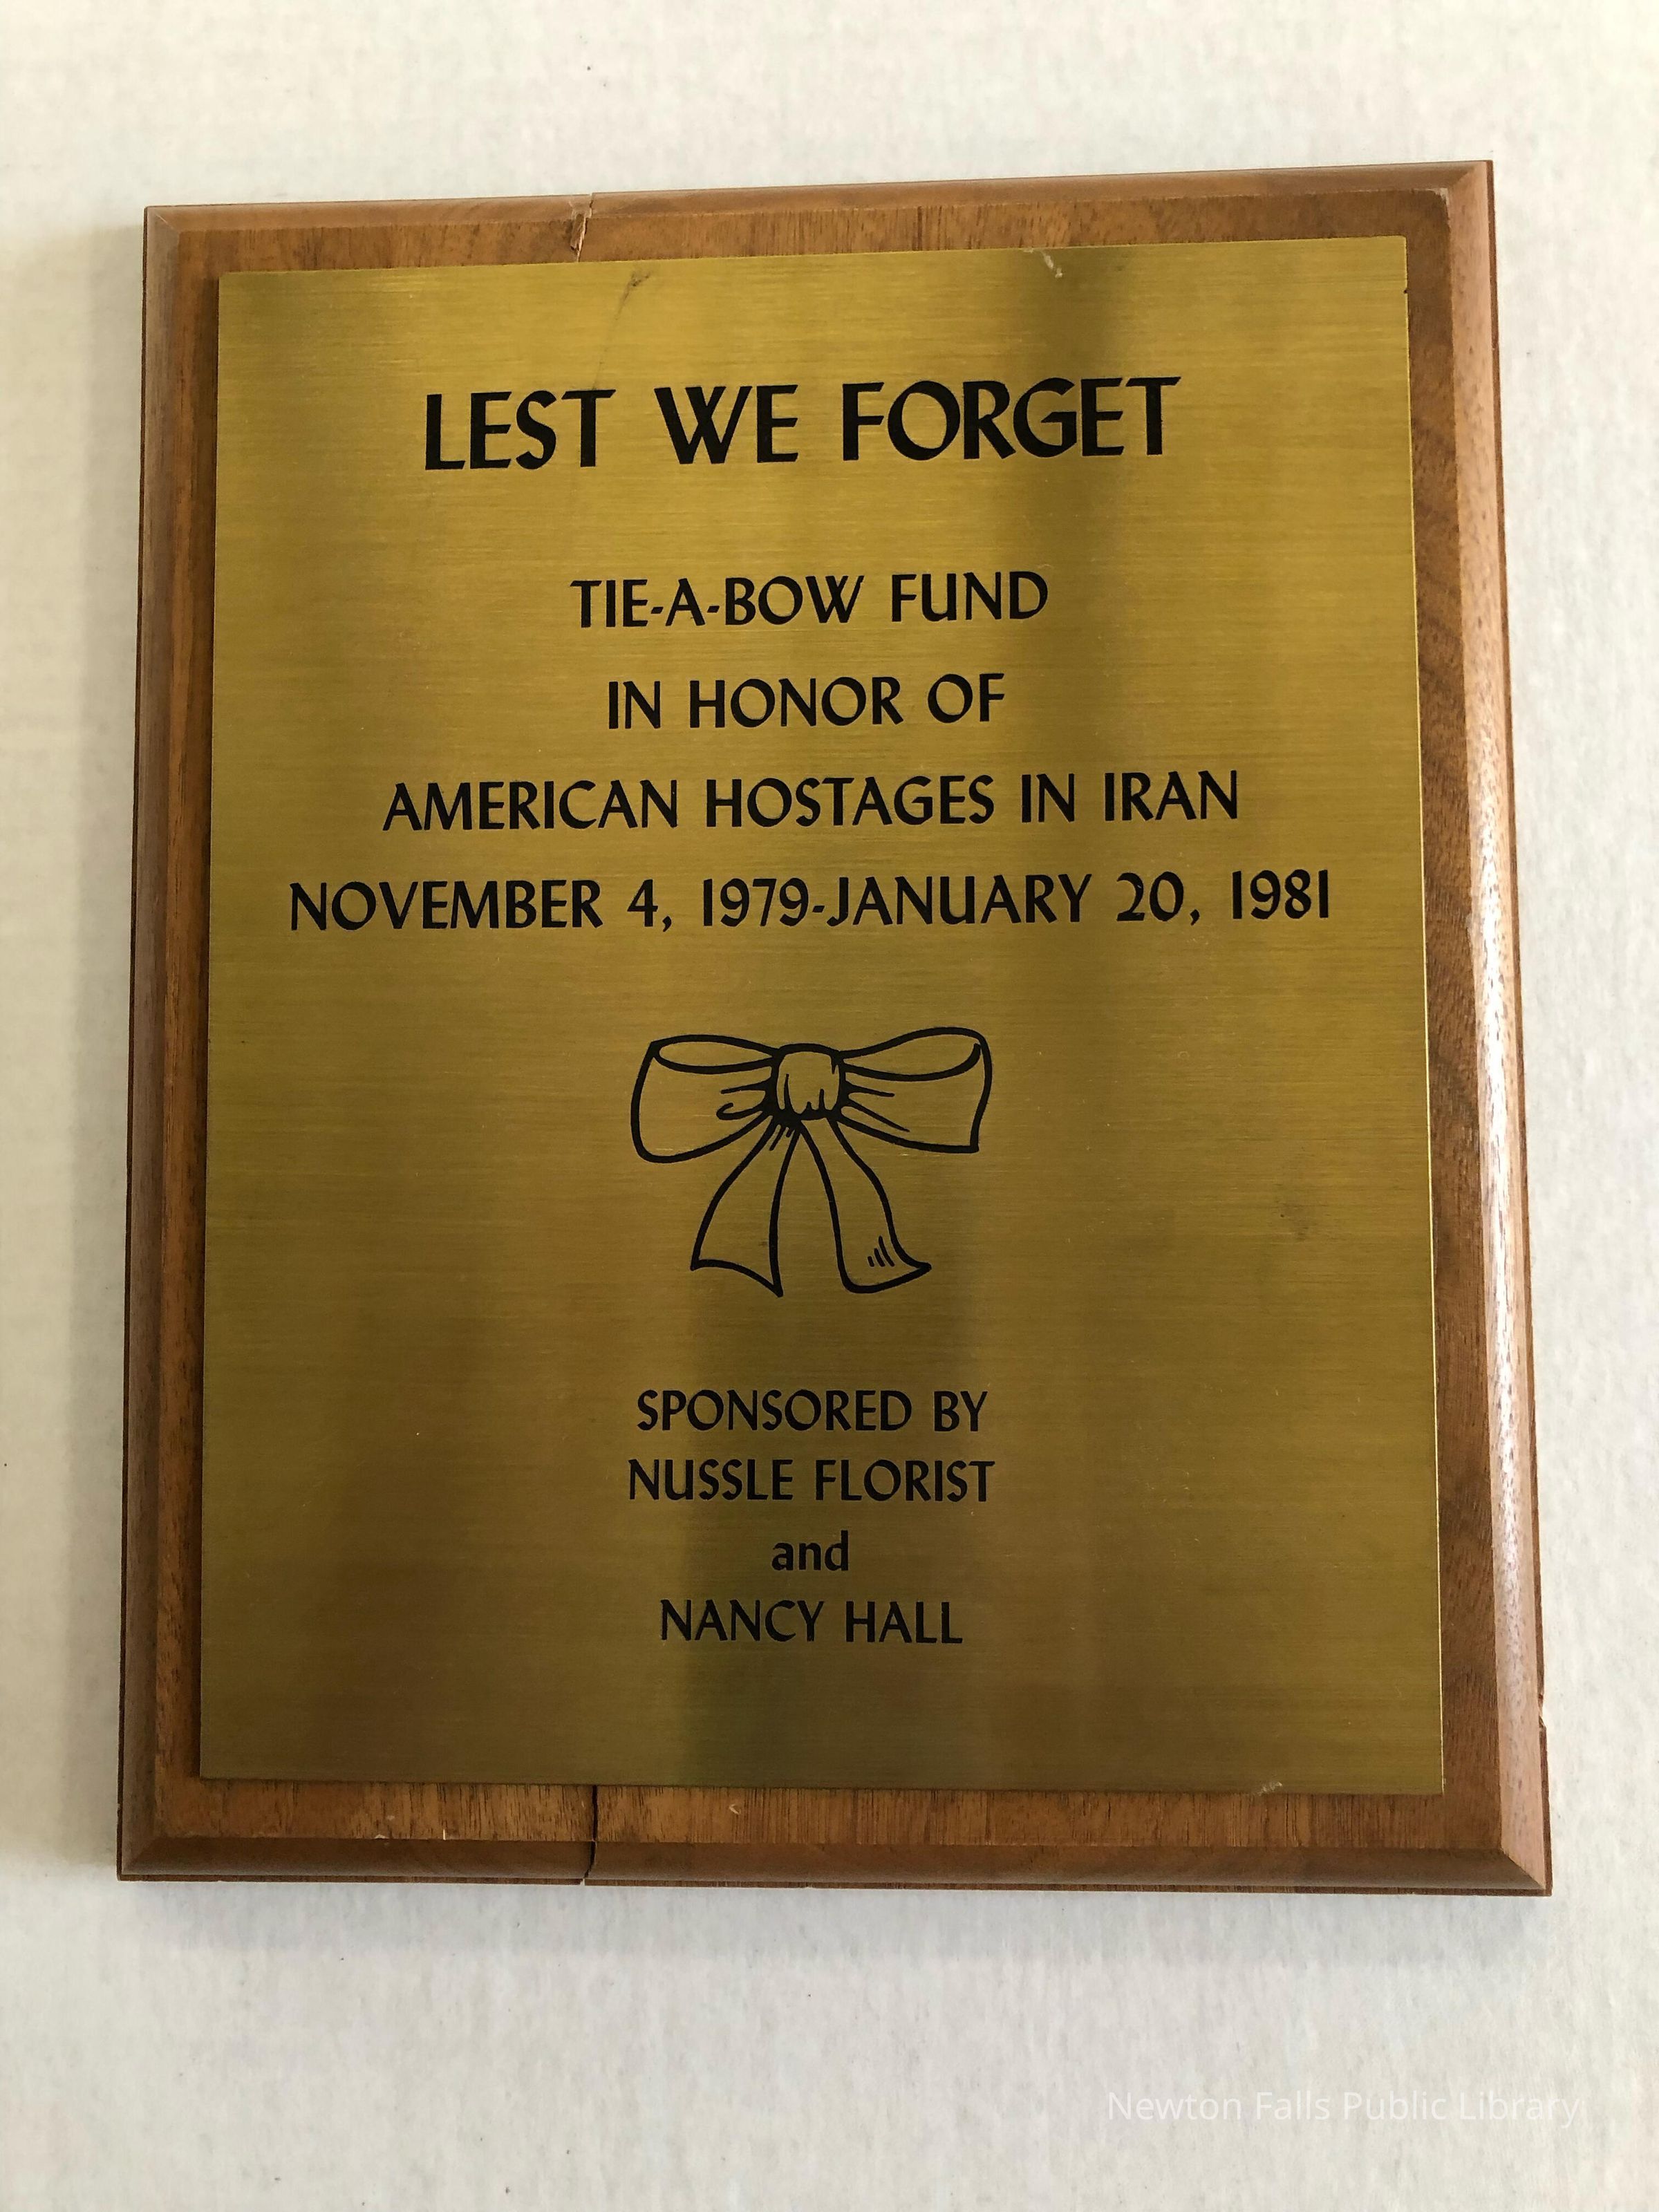 LEST WE FORGET
TIE-A-BOW FUND
IN HONOR OF
AMERICAN HOSTAGES IN IRAN
NOVEMBER 4, 1979-JANUARY 20, 1981
SPONSORED BY
NUSSLE FLORIST
and
NANCY HALL
Newton Falls Public Library